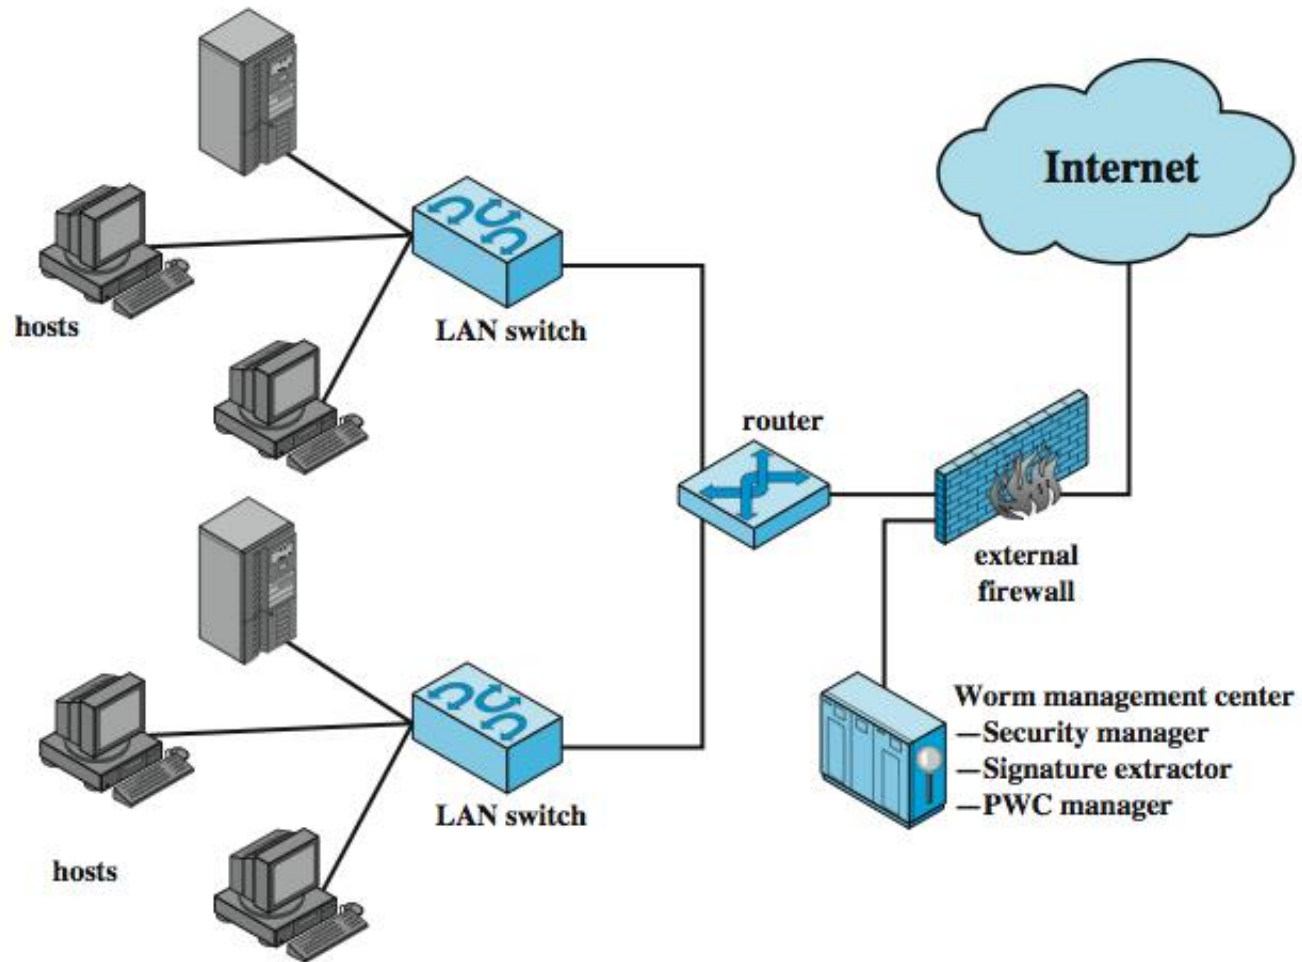 Internet
hosts
LAN switch
router
external
firewall
Worm management center
—Security manager
—Signature extractor
—PWC manager
LAN switch
hosts